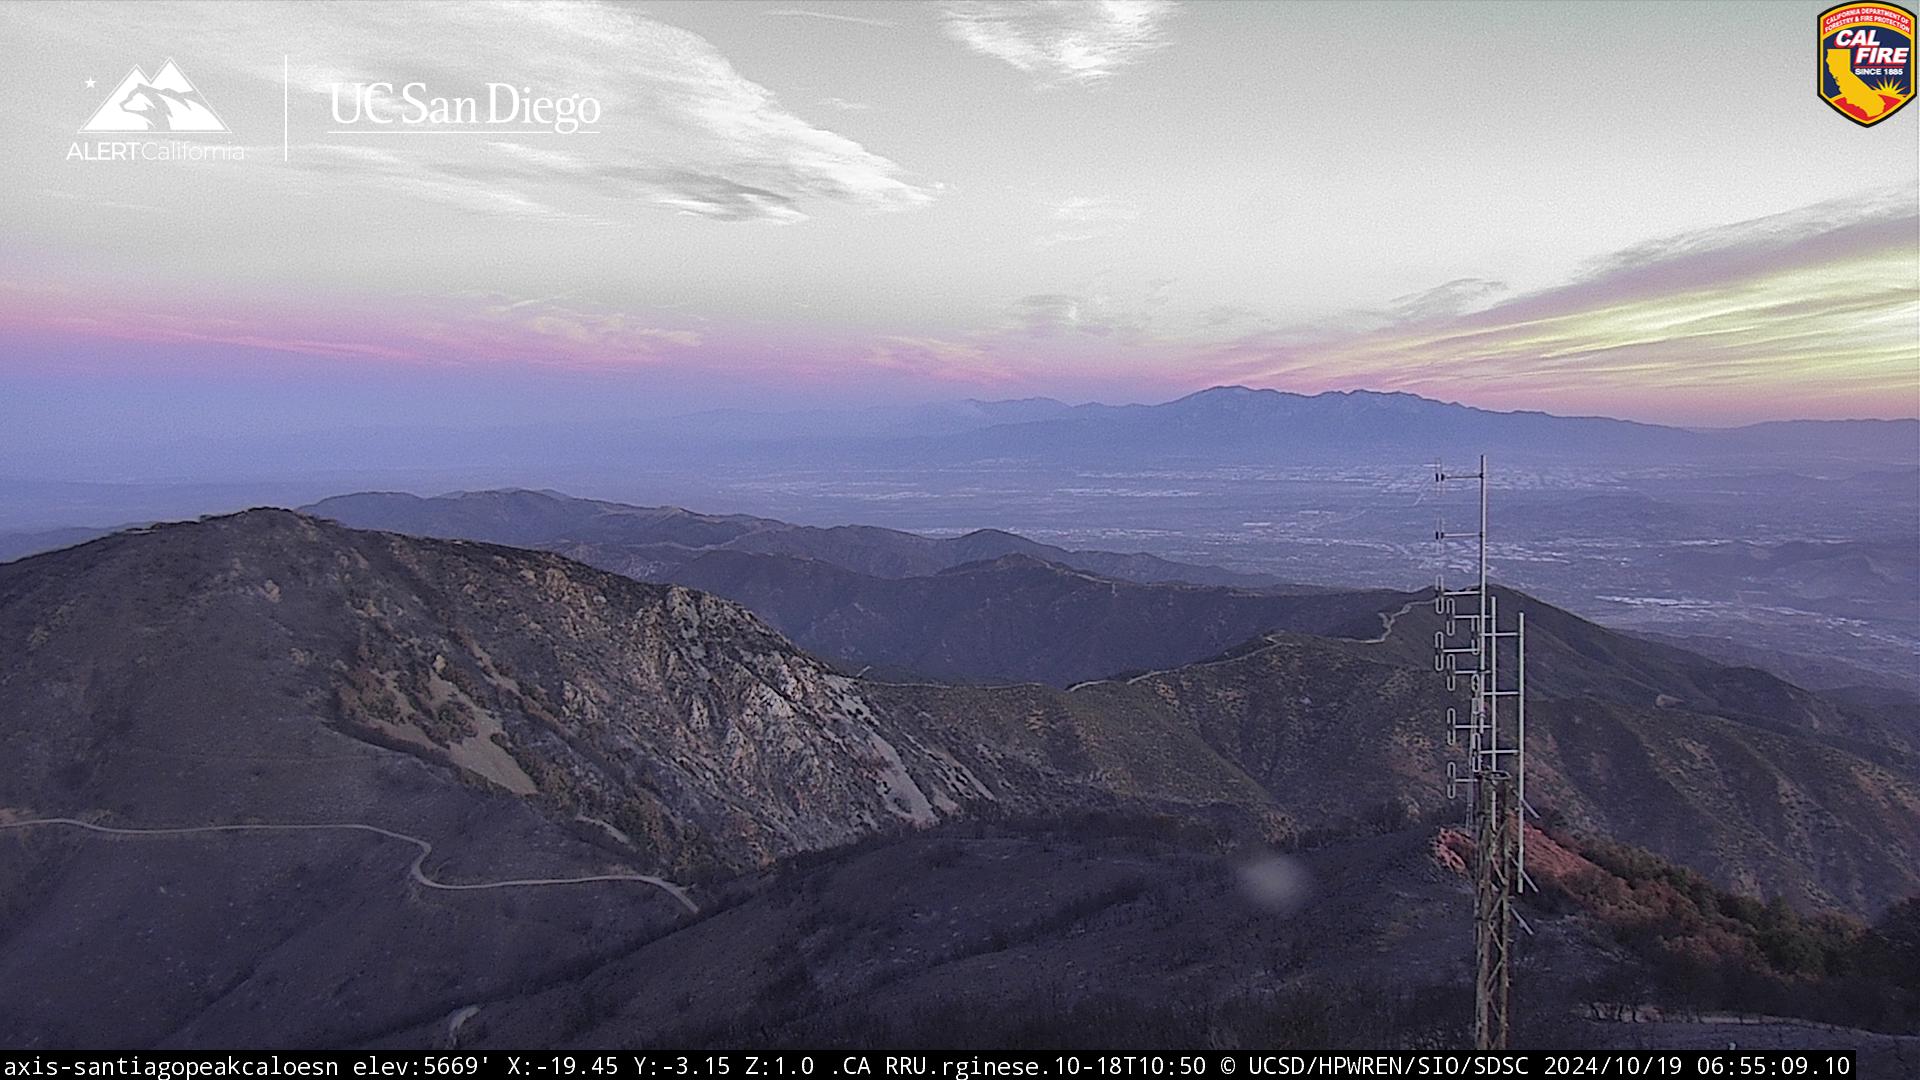 ALERTCalifornia
UC San Diego
CALIFORNIA DEPARTMENT OF
FORESTRY & FIRE PROTECTION
CAL
FIRE
SINCE 1885
axis-santiagopeakcaloesn elev:5669' X:-19.45 Y:-3.15 Z:1.0 .CA RRU.rginese.10-18T10:50 © UCSD/HPWREN/SIO/SDSC 2024/10/19 06:55:09.10